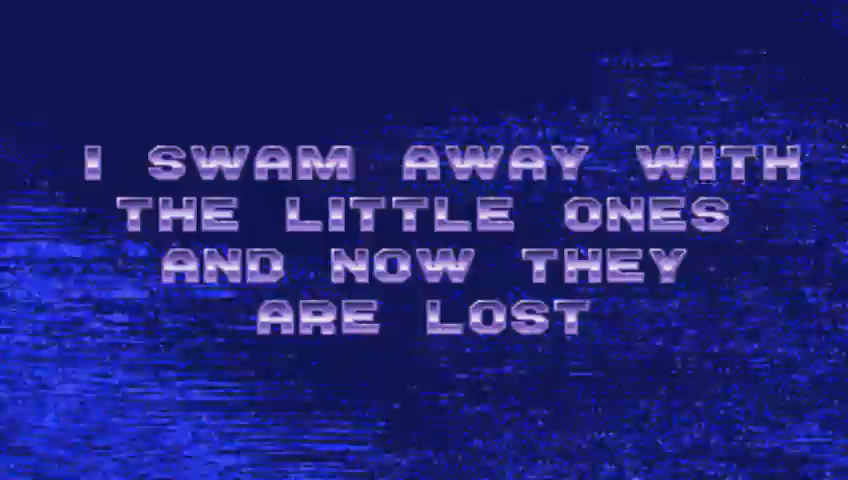 I SWAM AWAY WITH
THE LITTLE ONES
AND NOW THEY
ARE LOST